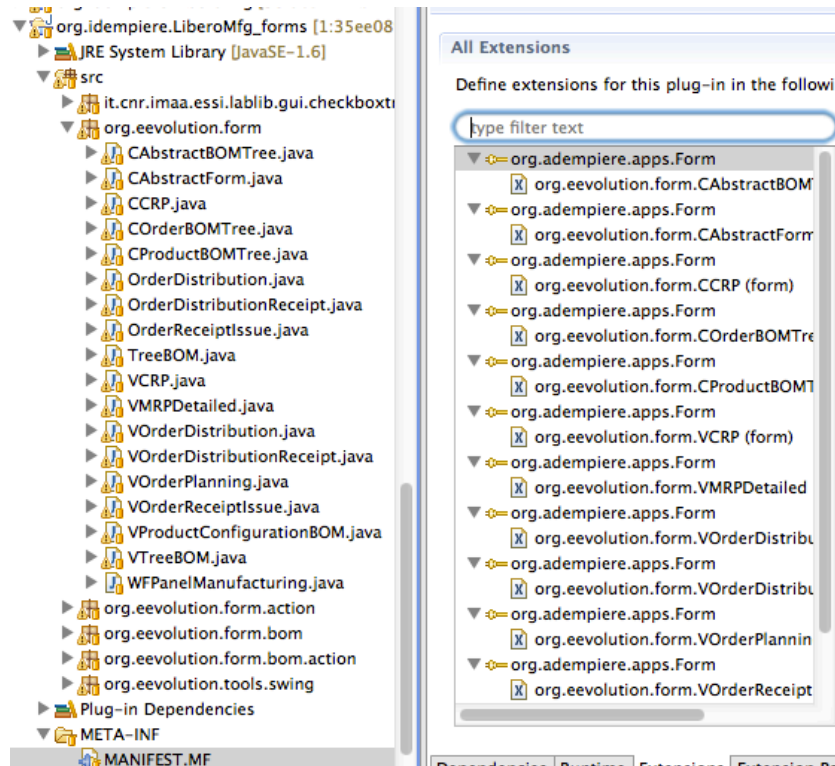 org.idempiere.LiberoMfg_forms [1:35ee08
JRE System Library [JavaSE-1.6]
src
it.cnr.imaa.essi.lablib.gui.checkboxtr
org.eevolution.form
CAbstractBOMTree.java
CAbstractForm.java
CCRP.java
COrderBOMTree.java
CProductBOMTree.java
OrderDistribution.java
OrderDistributionReceipt.java
OrderReceiptIssue.java
TreeBOM.java
VCRP.java
VMRPDetailed.java
VOrderDistribution.java
VOrderDistributionReceipt.java
VOrderPlanning.java
VOrderReceiptIssue.java
VProductConfigurationBOM.java
VTreeBOM.java
WFPanelManufacturing.java
org.eevolution.form.action
org.eevolution.form.bom
org.eevolution.form.bom.action
org.eevolution.tools.swing
Plug-in Dependencies
META-INF
MANIFEST.MF
All Extensions
Define extensions for this plug-in in the followi
type filter text
org.adempiere.apps.Form
org.eevolution.form.CAbstractBOMT
org.adempiere.apps.Form
org.eevolution.form.CAbstractForm
org.adempiere.apps.Form
org.eevolution.form.CCRP (form)
org.adempiere.apps.Form
org.eevolution.form.COrderBOMTre
org.adempiere.apps.Form
org.eevolution.form.CProductBOMT
org.adempiere.apps.Form
org.eevolution.form.VCRP (form)
org.adempiere.apps.Form
org.eevolution.form.VMRPDetailed
org.adempiere.apps.Form
org.eevolution.form.VOrderDistribu
org.adempiere.apps.Form
org.eevolution.form.VOrderDistribu
org.adempiere.apps.Form
org.eevolution.form.VOrderPlannin
org.adempiere.apps.Form
org.eevolution.form.VOrderReceipt
Dependencies Runtime Extensions Extension Po